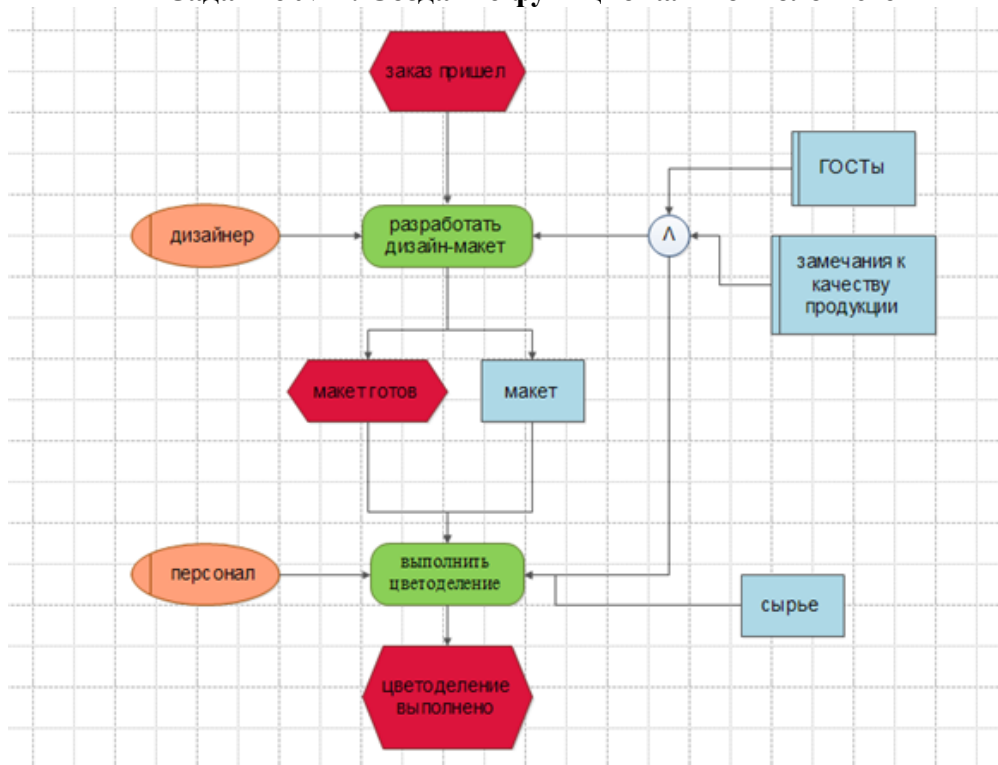 заказ пришел
ГОСТы
дизайнер
разработать
дизайн-макет
Λ
замечания к
качеству
продукции
макет готов
макет
персонал
выполнить
цветоделение
сырье
цветоделение
выполнено